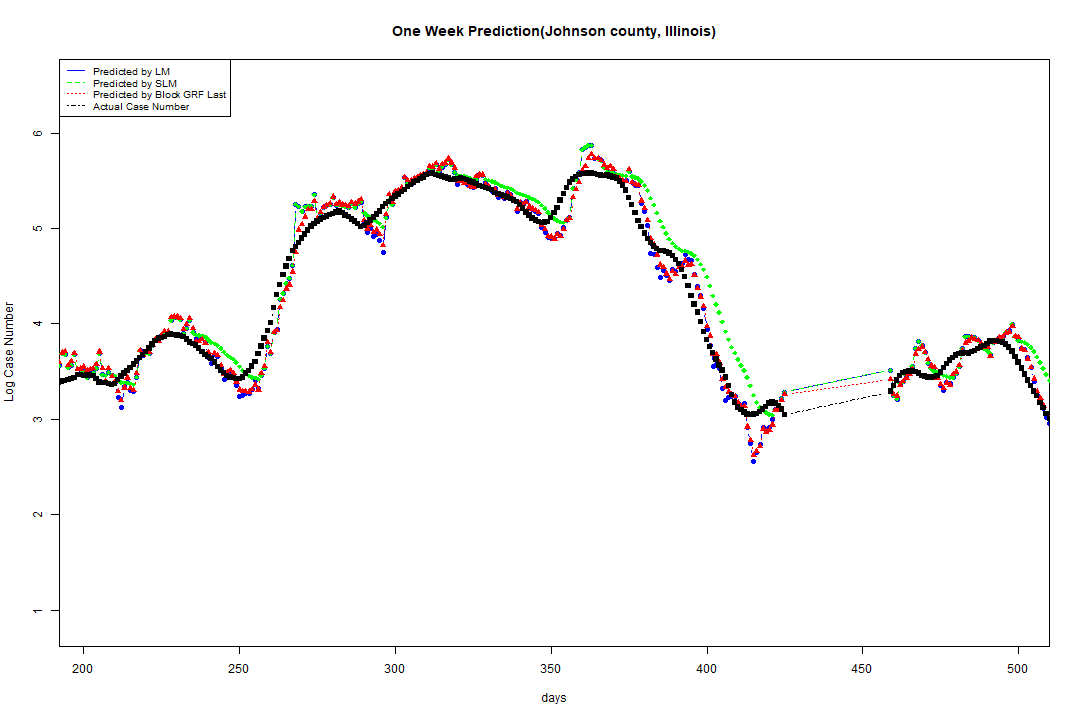 One Week Prediction(Johnson county, Illinois)
Predicted by LM
Predicted by SLM
Predicted by Block GRF Last
Actual Case Number
6
5
4
3
2
1
Log Case Number
200 250 300 350 400 450 500
days